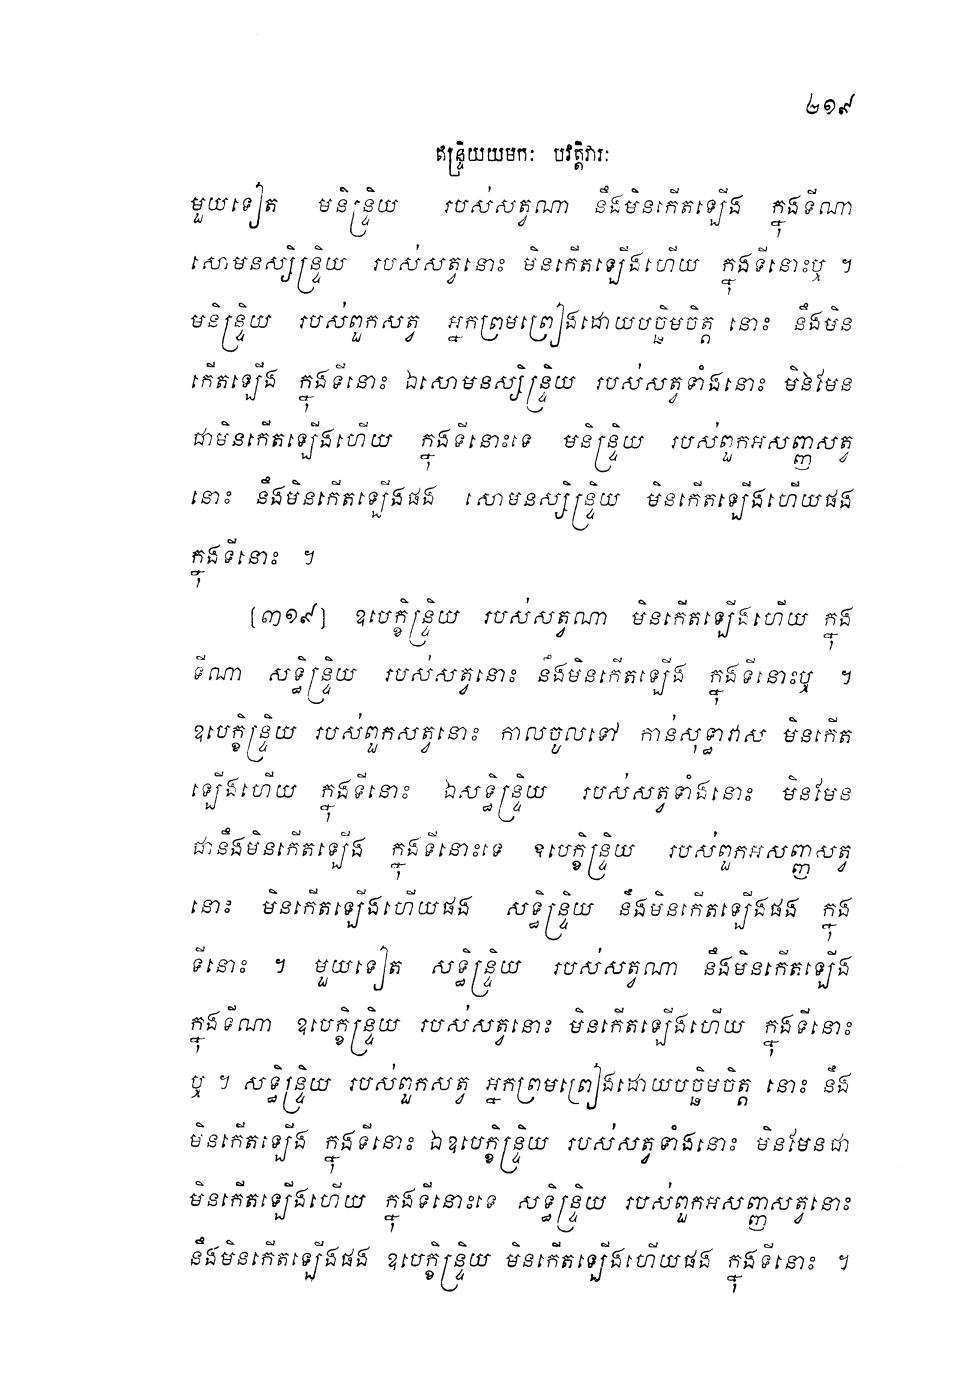 ២១៩
ឥន្ទ្រិយយមកៈ បវត្តិវារៈ
មួយទៀត មនិន្ទ្រិយ របស់សត្វណា នឹងមិនកើតឡើង ក្នុងទីណា
សោមនស្សិន្ទ្រិយ របស់សត្វនោះ មិនកើតឡើងហើយ ក្នុងទីនោះឬ ។
មនិន្ទ្រិយ របស់ពួកសត្វ អ្នកព្រមព្រៀងដោយបច្ឆិមចិត្ត នោះ នឹងមិន
កើតឡើង ក្នុងទីនោះ ឯសោមនស្សិន្ទ្រិយ របស់សត្វទាំងនោះ មិនមែន
ជាមិនកើតឡើងហើយ ក្នុងទីនោះទេ មនិន្ទ្រិយ របស់ពួកអសញ្ញសត្វ
នោះ នឹងមិនកើតឡើងផង សោមនស្សិន្ទ្រិយ មិនកើតឡើងហើយផង
ក្នុងទីនោះ ។
[៣១៩] ឧបេក្ខិន្ទ្រិយ របស់សត្វណា មិនកើតឡើងហើយ ក្នុង
ទីណា សទ្ធិន្ទ្រិយ របស់សត្វនោះ នឹងមិនកើតឡើង ក្នុងទីនោះឬ ។
ឧបេក្ខិន្ទ្រិយ របស់ពួកសត្វនោះ កាលចូលទៅ កាន់សុទ្ធាវាស មិនកើត
ឡើងហើយ ក្នុងទីនោះ ឯសទ្ធិន្ទ្រិយ របស់សត្វទាំងនោះ មិនមែន
ជានឹងមិនកើតឡើង ក្នុងទីនោះទេ ឧបេក្ខិន្ទ្រិយ របស់ពួកអសញ្ញសត្វ
នោះ មិនកើតឡើងហើយផង សទ្ធិន្ទ្រិយ នឹងមិនកើតឡើងផង ក្នុង
ទីនោះ ។ មួយទៀត សទ្ធិន្ទ្រិយ របស់សត្វណា នឹងមិនកើតឡើង
ក្នុងទីណា ឧបេក្ខិន្ទ្រិយ របស់សត្វនោះ មិនកើតឡើងហើយ ក្នុងទីនោះ
ឬ ។ សទ្ធិន្ទ្រិយ របស់ពួកសត្វ អ្នកព្រមព្រៀងដោយបច្ឆិមចិត្ត នោះ នឹង
មិនកើតឡើង ក្នុងទីនោះ ឯឧបេក្ខិន្ទ្រិយ របស់សត្វទាំងនោះ មិនមែនជា
មិនកើតឡើងហើយ ក្នុងទីនោះទេ សទ្ធិន្ទ្រិយ របស់ពួកអសញ្ញសត្វនោះ
នឹងមិនកើតឡើងផង ឧបេក្ខិន្ទ្រិយ មិនកើតឡើងហើយផង ក្នុងទីនោះ ។